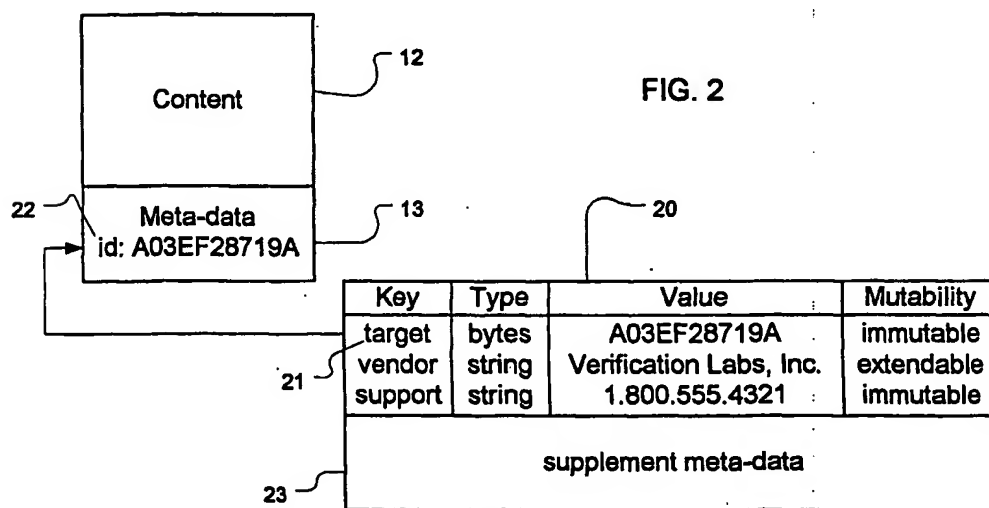 FIG. 2
Content
12
22
Meta-data
id: A03EF28719A
13
20
Key Type Value Mutability
target bytes A03EF28719A immutable
vendor string Verification Labs, Inc. extendable
support string 1.800.555.4321 immutable
21
supplement meta-data
23